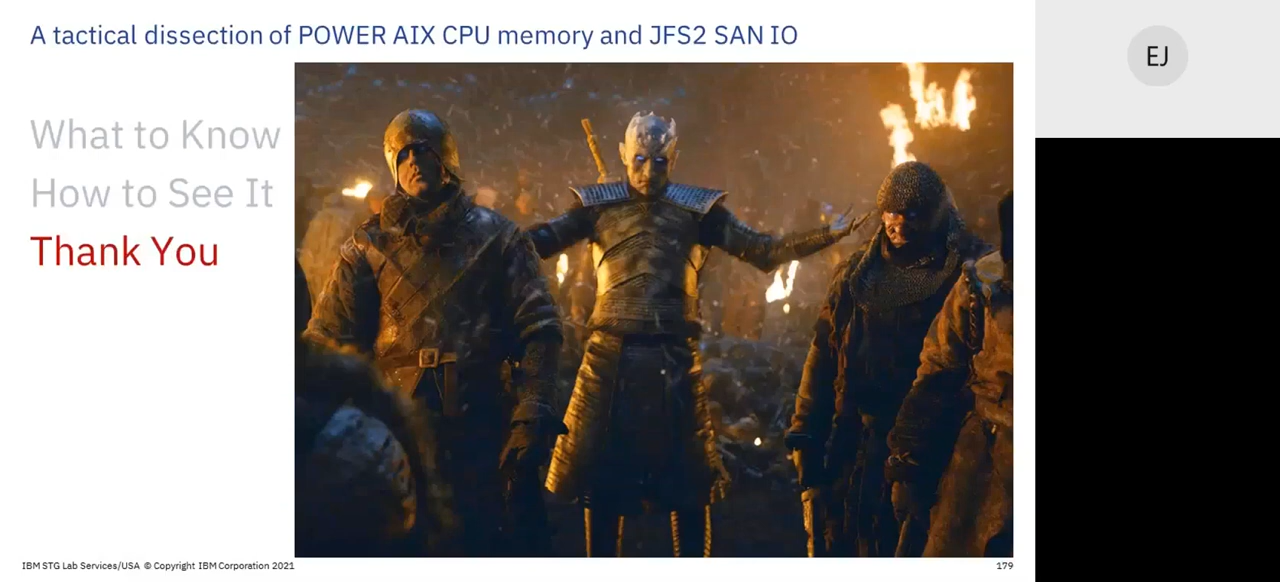 A tactical dissection of POWER AIX CPU memory and JFS2 SAN IO
EJ
What to Know
How to See It
Thank You
IBM STG Lab Services/USA © Copyright IBM Corporation 2021
179